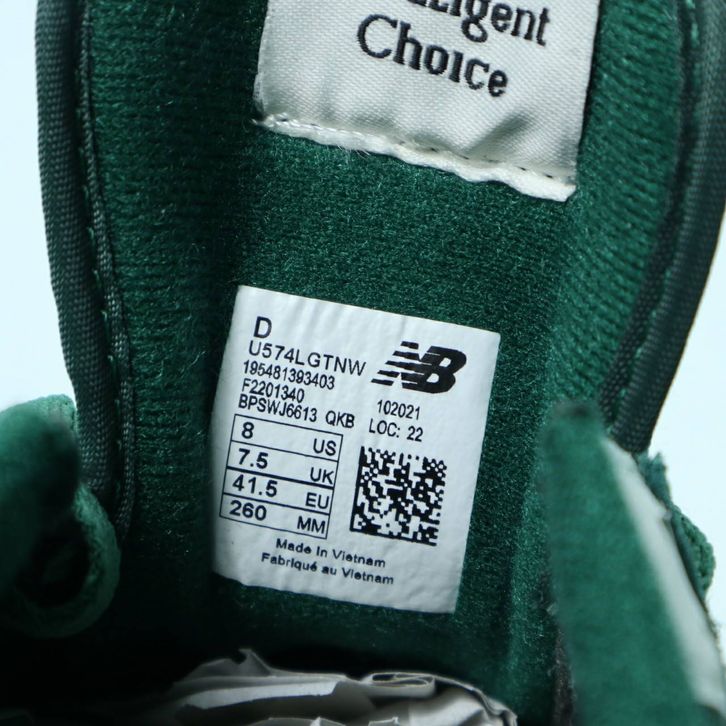 Choice
D
U574LGTNW
195481393403
F2201340
BPSWJ6613 QKB
NB
102021
LOC: 22
8 US
7.5 UK
41.5 EU
260 MM
Made In Vietnam
Fabriqué au Vietnam